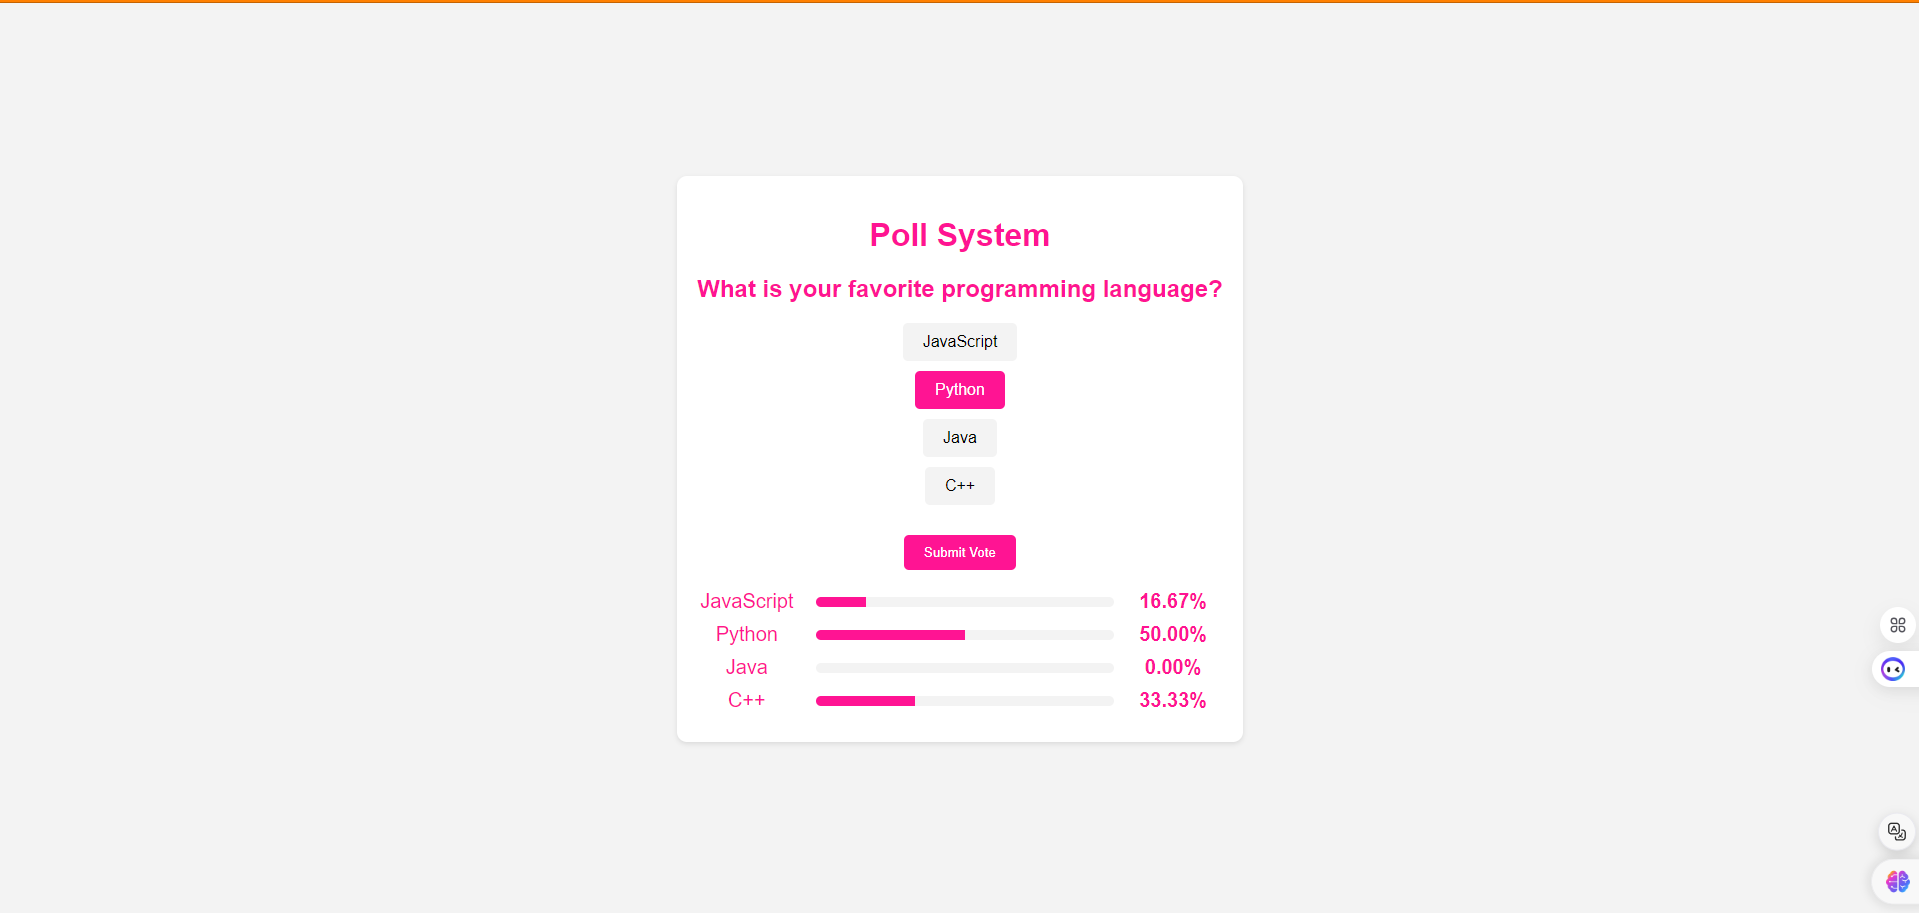 Poll System
What is your favorite programming language?
JavaScript
Python
Java
C++
Submit Vote
JavaScript 16.67%
Python 50.00%
Java 0.00%
C++ 33.33%